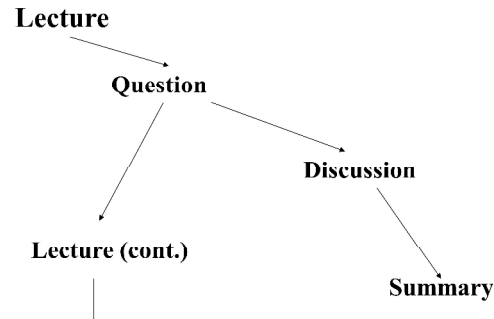 Lecture
Question
Discussion
Lecture (cont.)
Summary